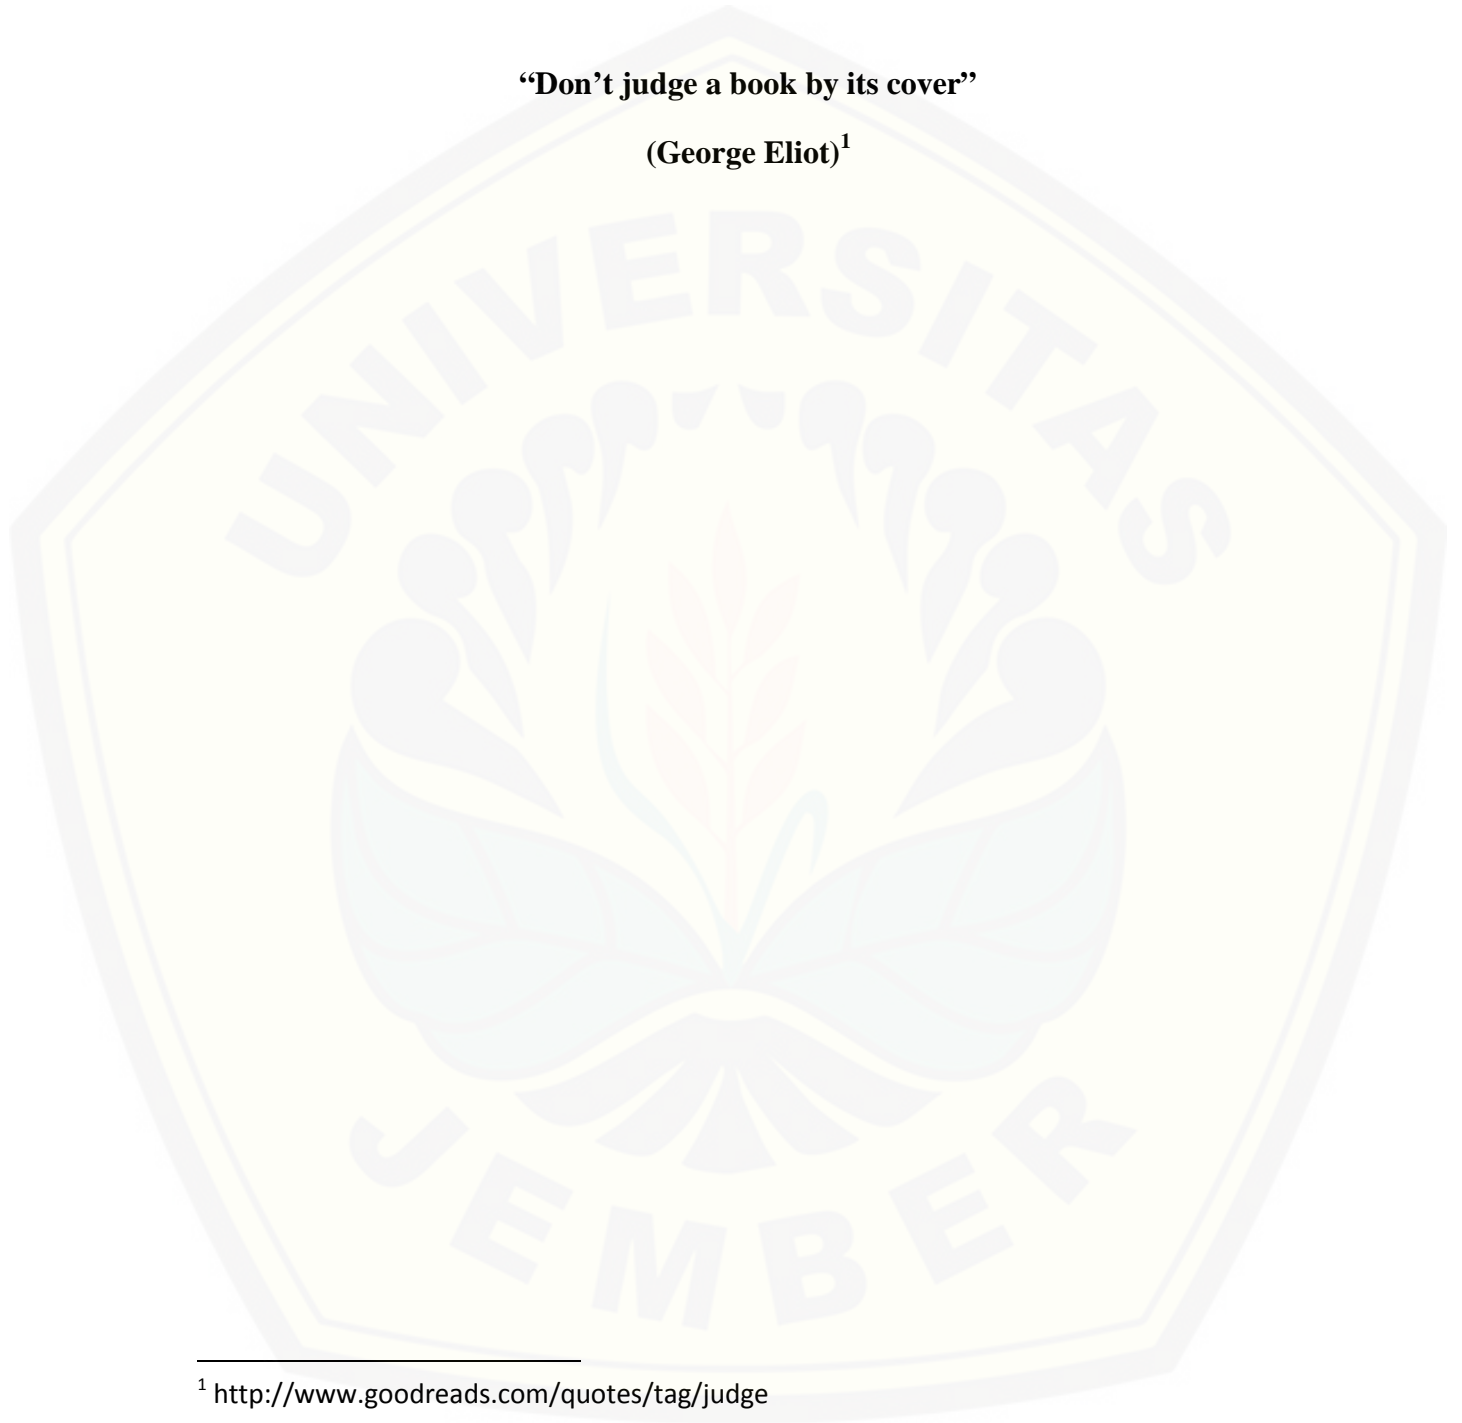 “Don’t judge a book by its cover”
(George Eliot)¹
UNIVERSITAS
JEMBER
¹ http://www.goodreads.com/quotes/tag/judge